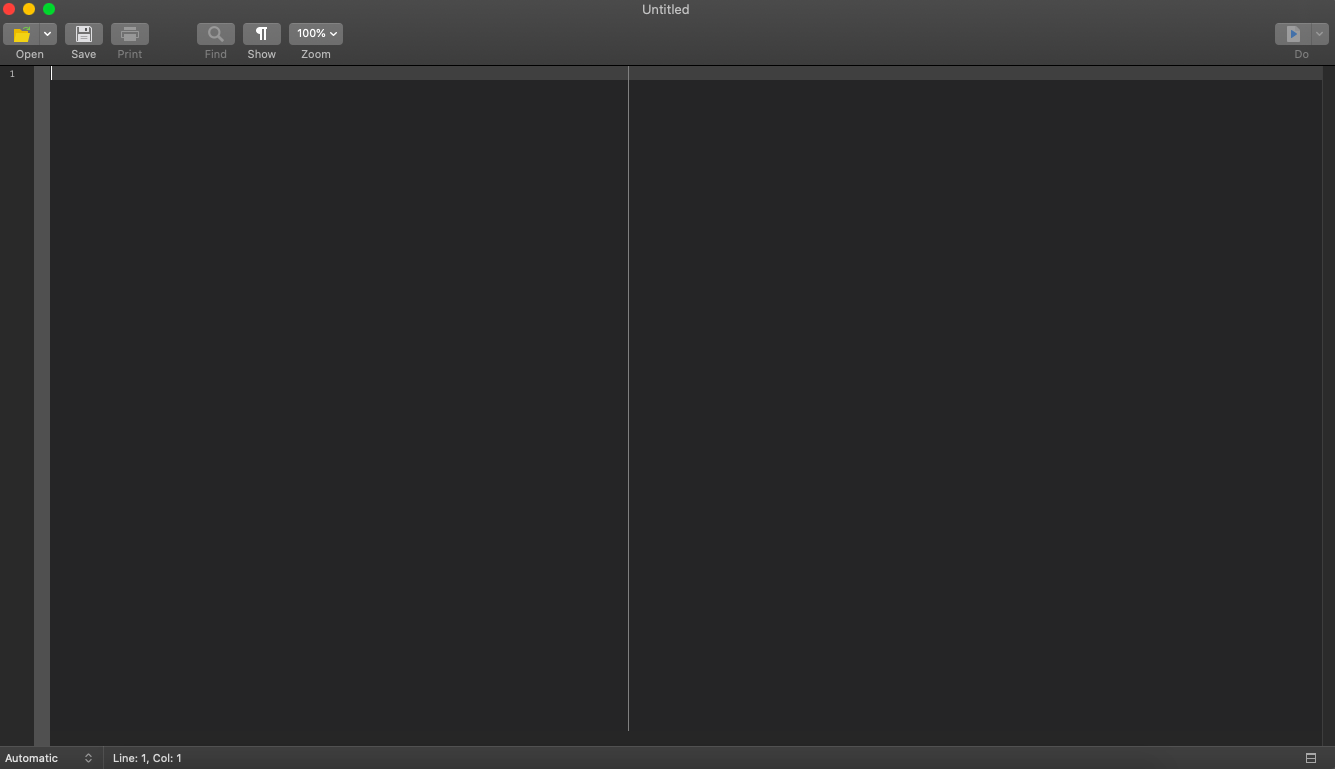 Untitled
100%
Open Save Print Find Show Zoom Do
1
Automatic Line: 1, Col: 1